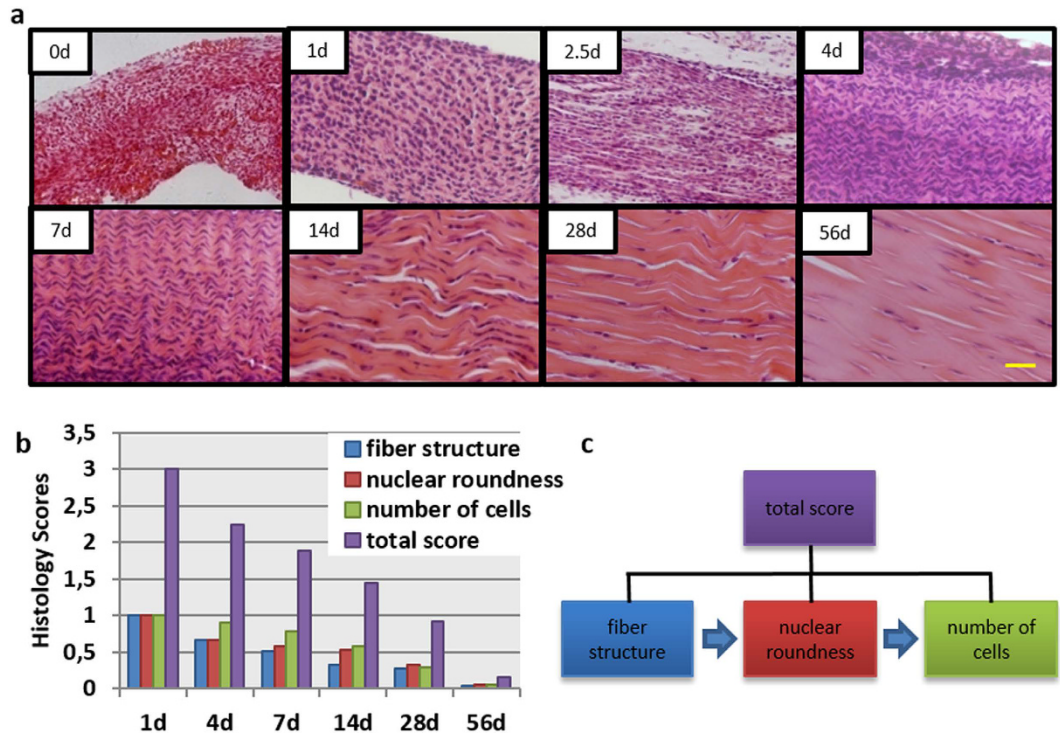 a
0d
1d
2.5d
4d
7d
14d
28d
56d
b
3,5
3
2,5
2
1,5
1
0,5
0
Histology Scores
fiber structure
nuclear roundness
number of cells
total score
1d
4d
7d
14d
28d
56d
c
total score
fiber
structure
nuclear
roundness
number of
cells